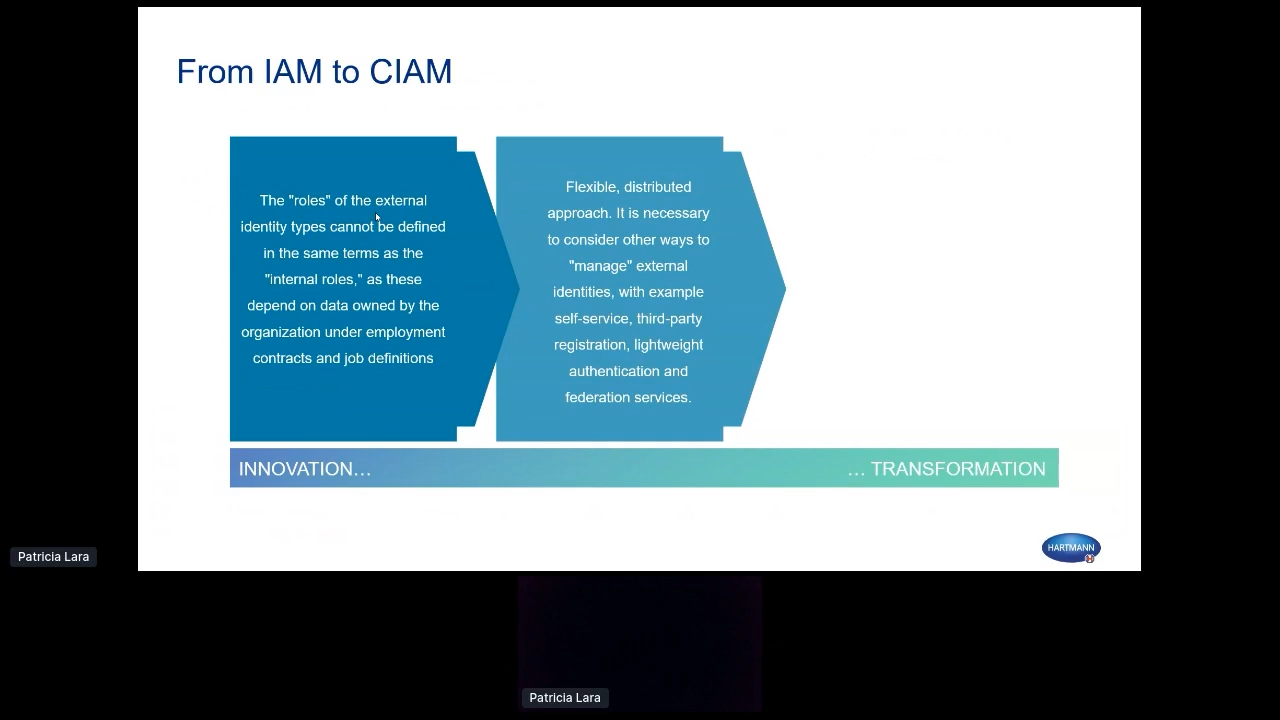 From IAM to CIAM
The "roles" of the external
identity types cannot be defined
in the same terms as the
"internal roles," as these
depend on data owned by the
organization under employment
contracts and job definitions
Flexible, distributed
approach. It is necessary
to consider other ways to
"manage" external
identities, with example
self-service, third-party
registration, lightweight
authentication and
federation services.
INNOVATION...
... TRANSFORMATION
HARTMANN
Patricia Lara
Patricia Lara